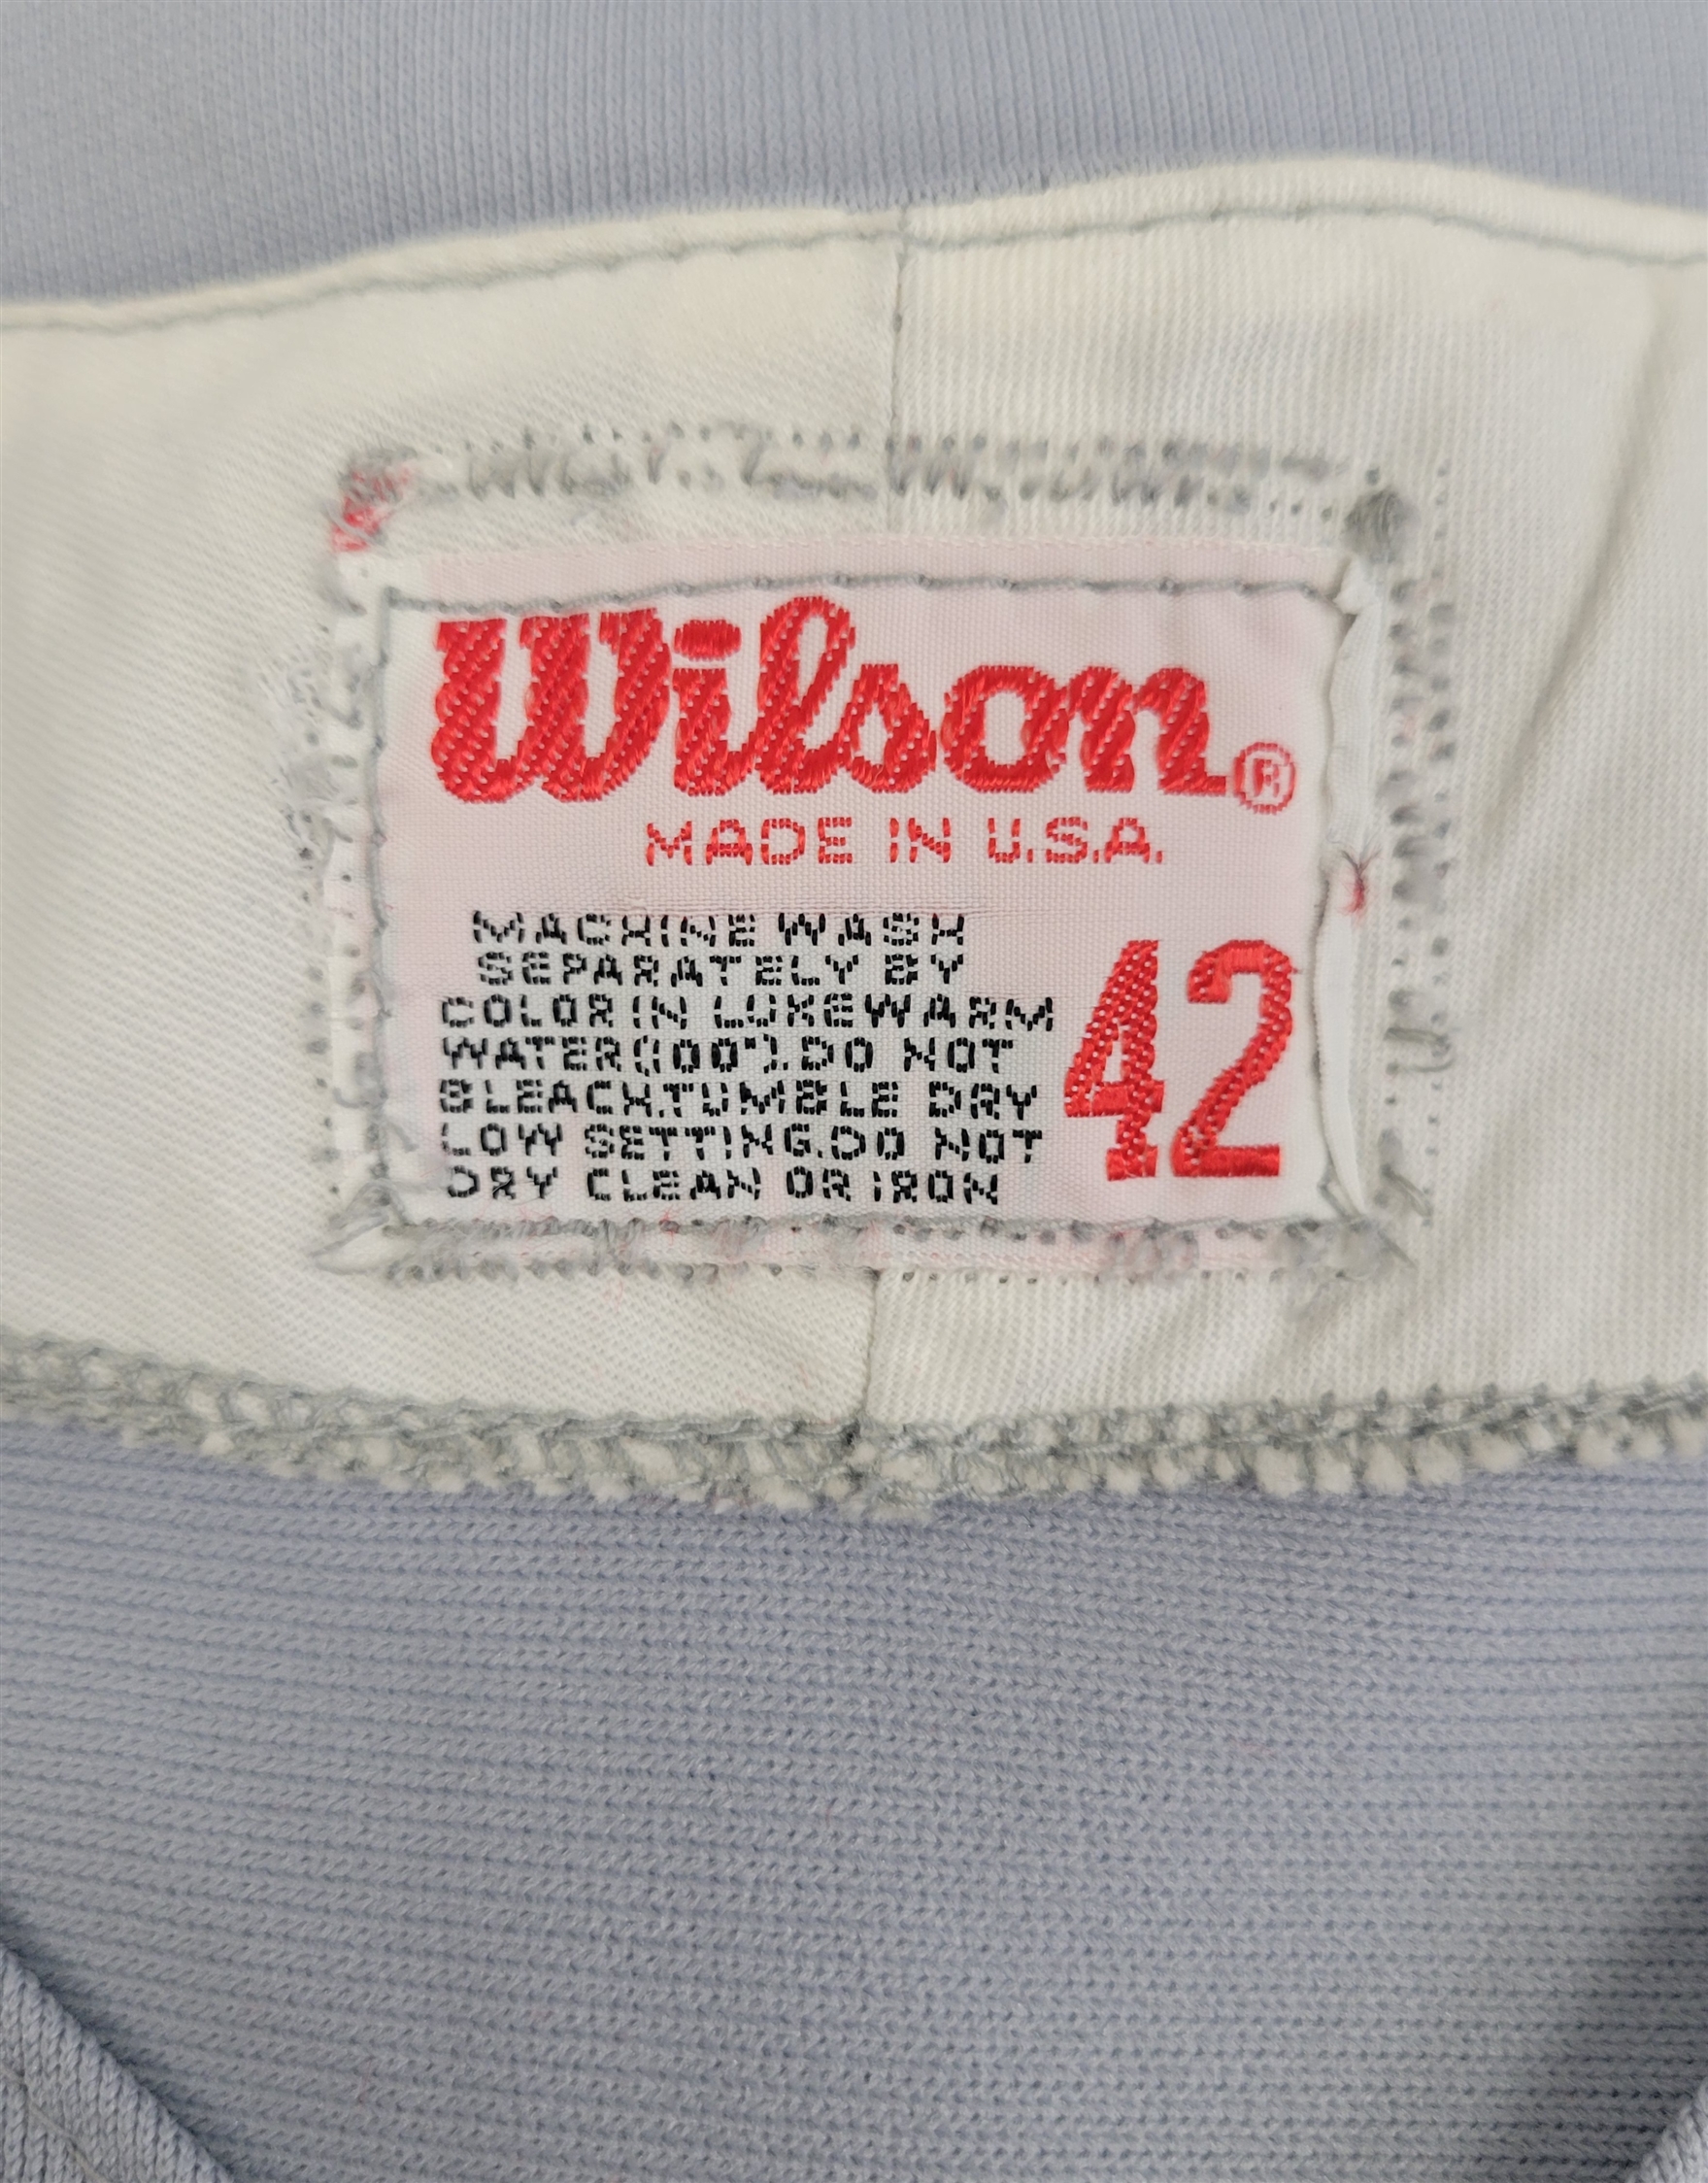 Wilson®
MADE IN U.S.A.
MACHINE WASH
SEPARATELY BY
COLOR IN LUKEWARM
WATER(100°).DO NOT
BLEACH.TUMBLE DRY
LOW SETTING.DO NOT
DRY CLEAN OR IRON
42